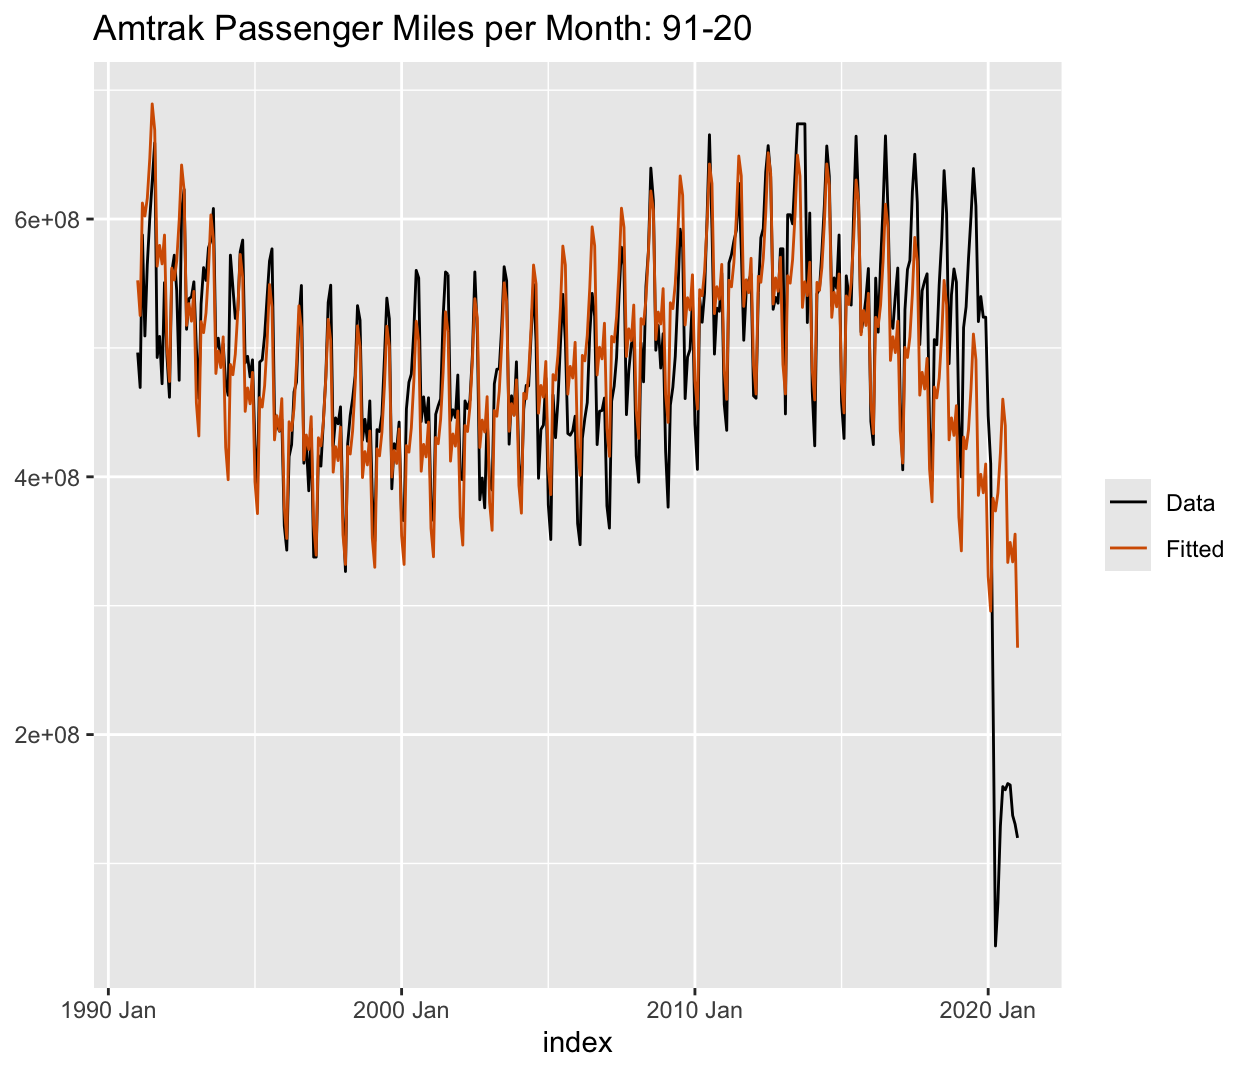 Amtrak Passenger Miles per Month: 91-20
6e+08
4e+08
2e+08
1990 Jan
2000 Jan
2010 Jan
2020 Jan
index
Data
Fitted